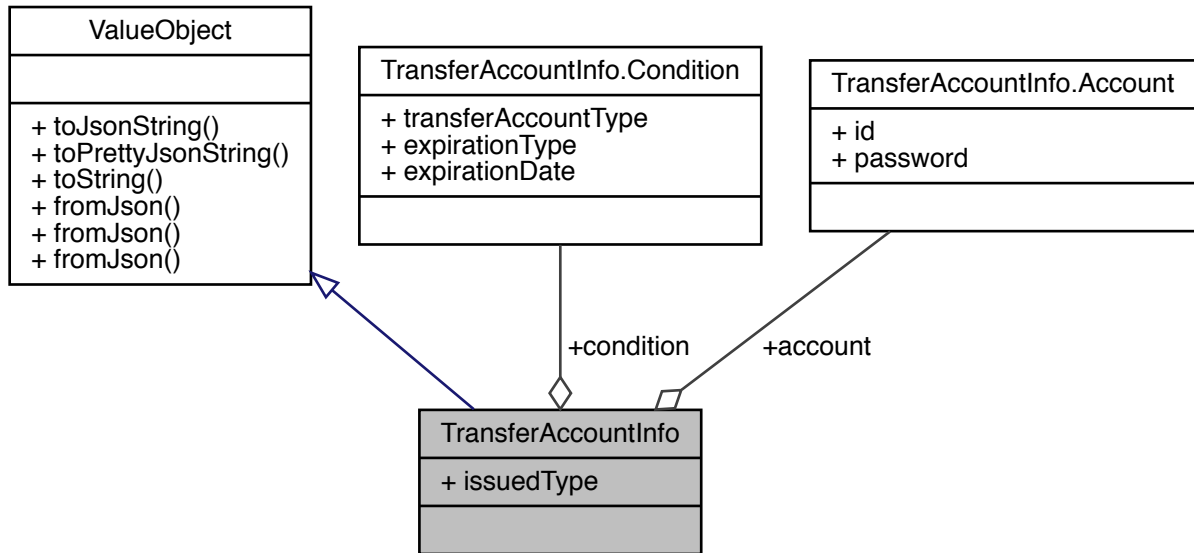 ValueObject
+ toJsonString()
+ toPrettyJsonString()
+ toString()
+ fromJson()
+ fromJson()
+ fromJson()
TransferAccountInfo.Condition
+ transferAccountType
+ expirationType
+ expirationDate
TransferAccountInfo.Account
+ id
+ password
+condition
+account
TransferAccountInfo
+ issuedType